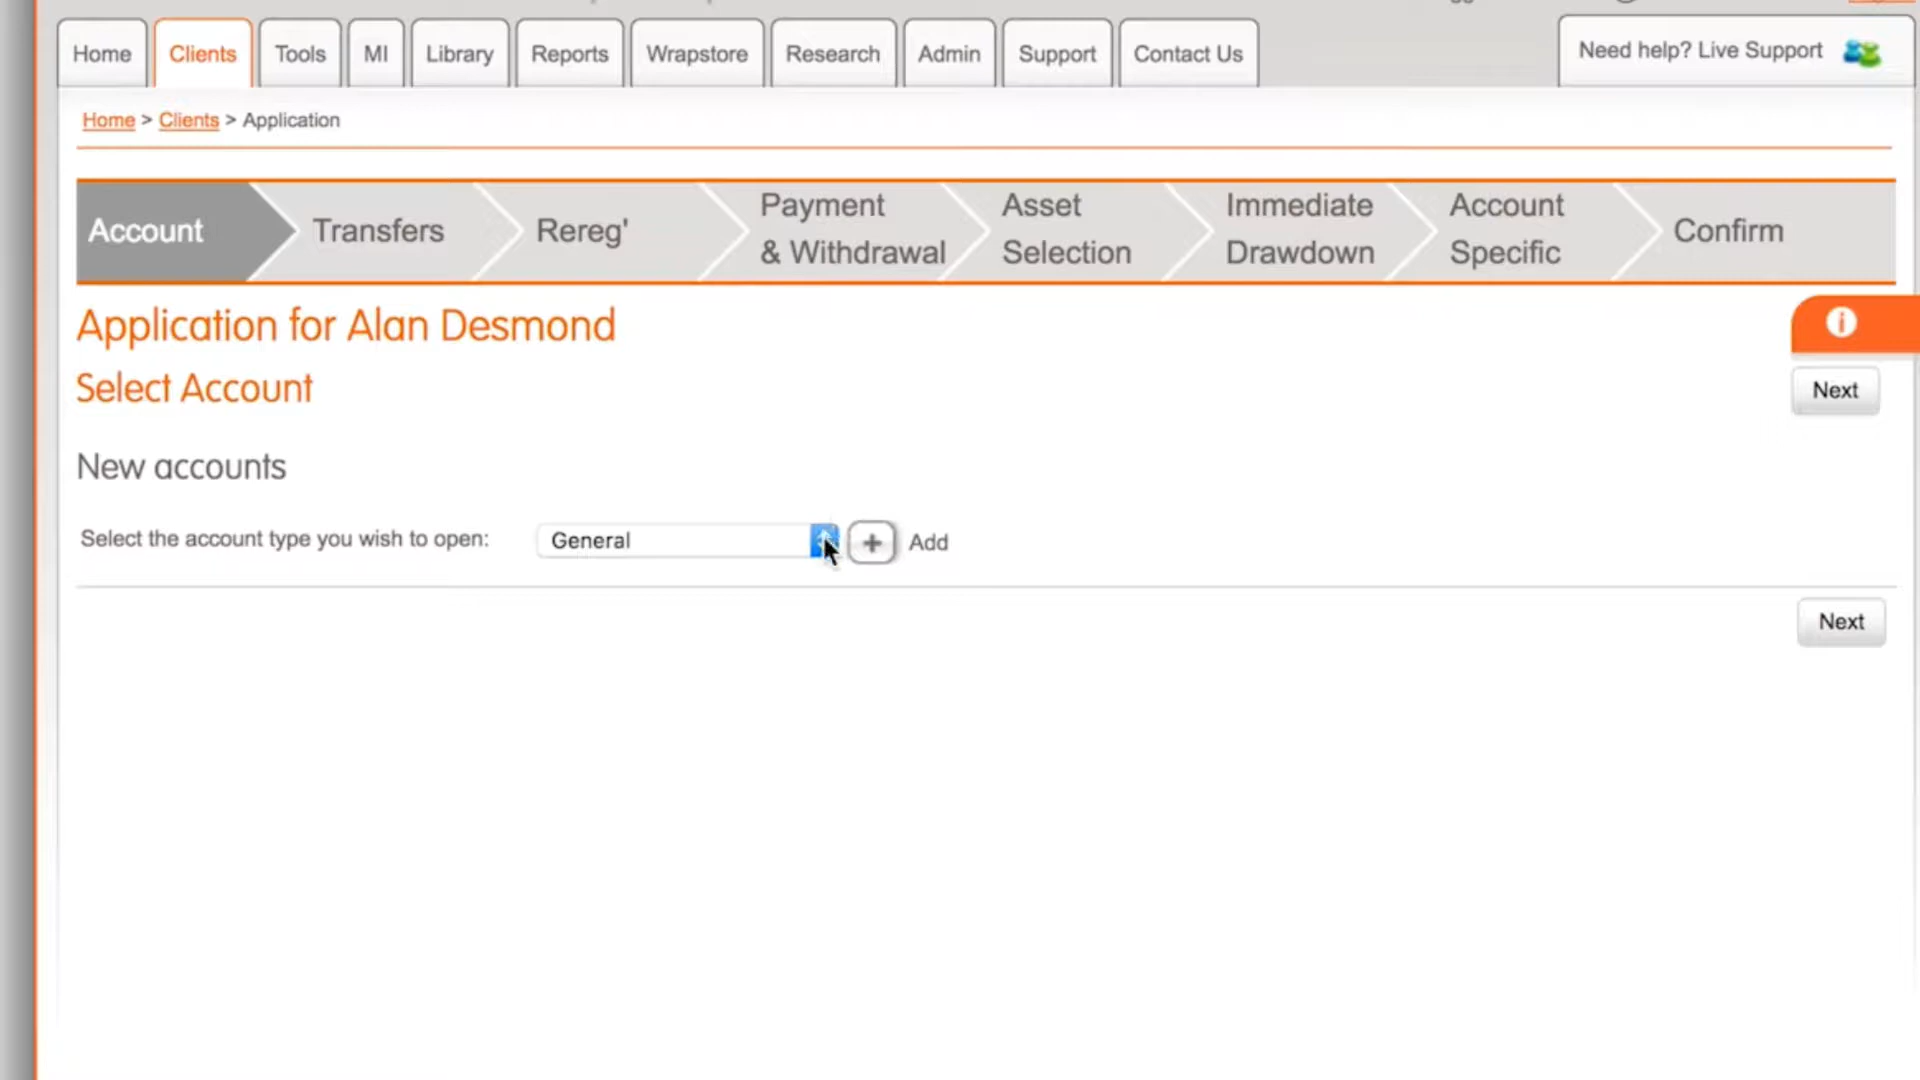 Home Clients Tools MI Library Reports Wrapstore Research Admin Support Contact Us Need help? Live Support
Home > Clients > Application
Account Transfers Rereg' Payment & Withdrawal Asset Selection Immediate Drawdown Account Specific Confirm
Application for Alan Desmond
Select Account
Next
New accounts
Select the account type you wish to open: General + Add
Next